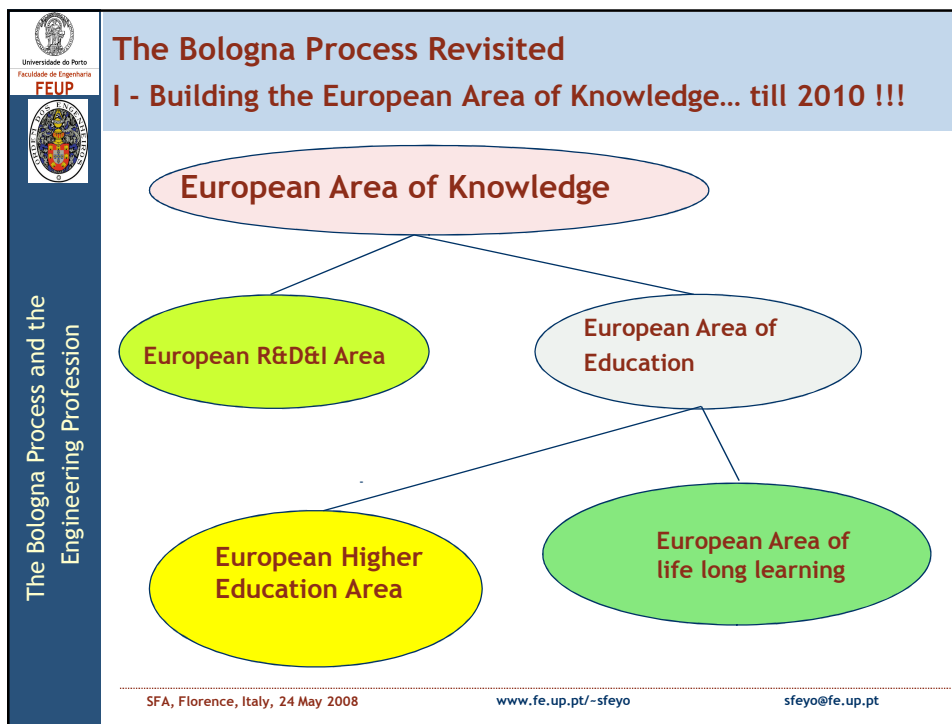 Universidade do Porto
Faculdade de Engenharia
FEUP
ORDEM DOS ENGENHEIROS
The Bologna Process and the
Engineering Profession
The Bologna Process Revisited
I - Building the European Area of Knowledge… till 2010 !!!
European Area of Knowledge
European R&D&I Area
European Area of
Education
European Higher
Education Area
European Area of
life long learning
SFA, Florence, Italy, 24 May 2008
www.fe.up.pt/~sfeyo
sfeyo@fe.up.pt